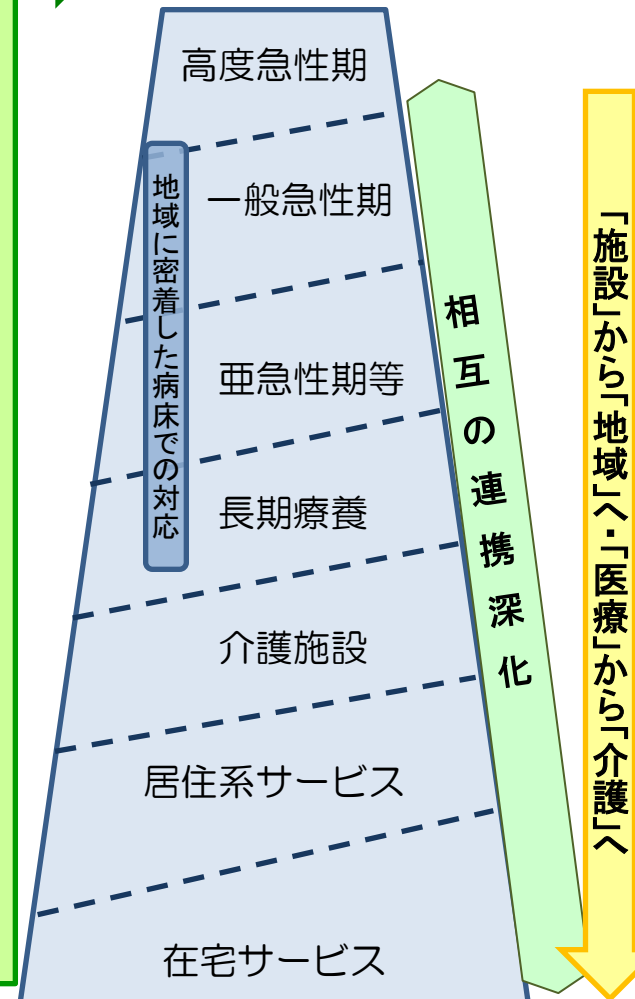 高度急性期
一般急性期
亜急性期等
長期療養
介護施設
居住系サービス
在宅サービス
地域に密着した病床での対応
相互の連携深化
「施設」から「地域」へ・「医療」から「介護」へ